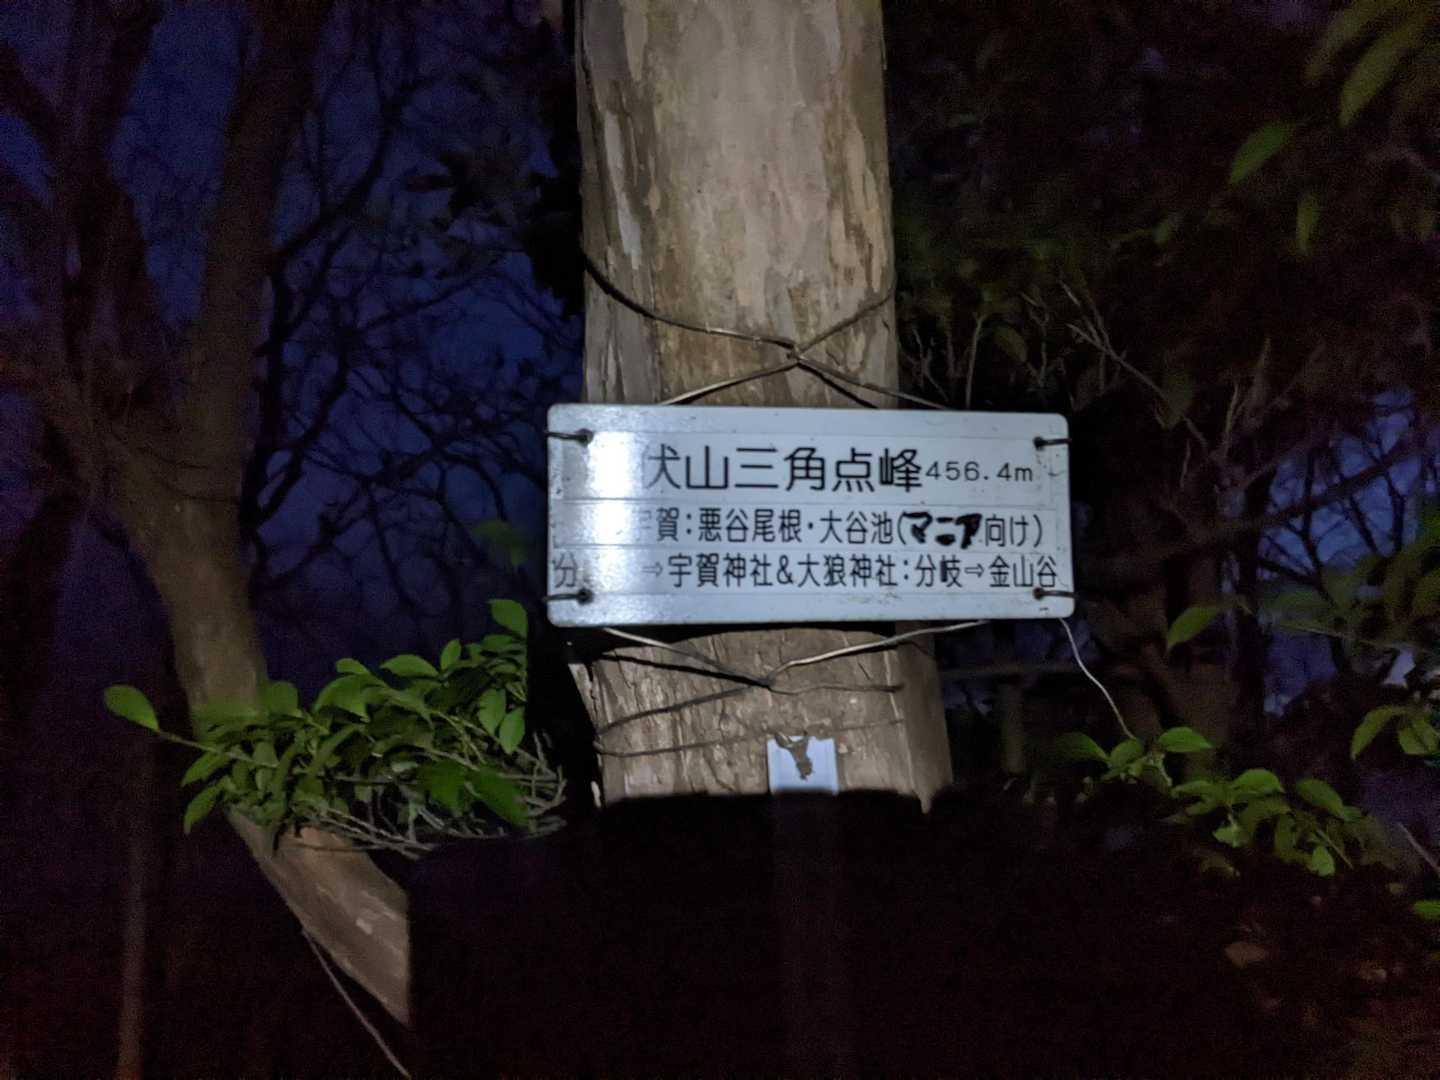 犬山三角点峰456.4m
賀:悪谷尾根・大谷池(マニア向け)
分 ⇨宇賀神社&大狼神社:分岐⇨金山谷